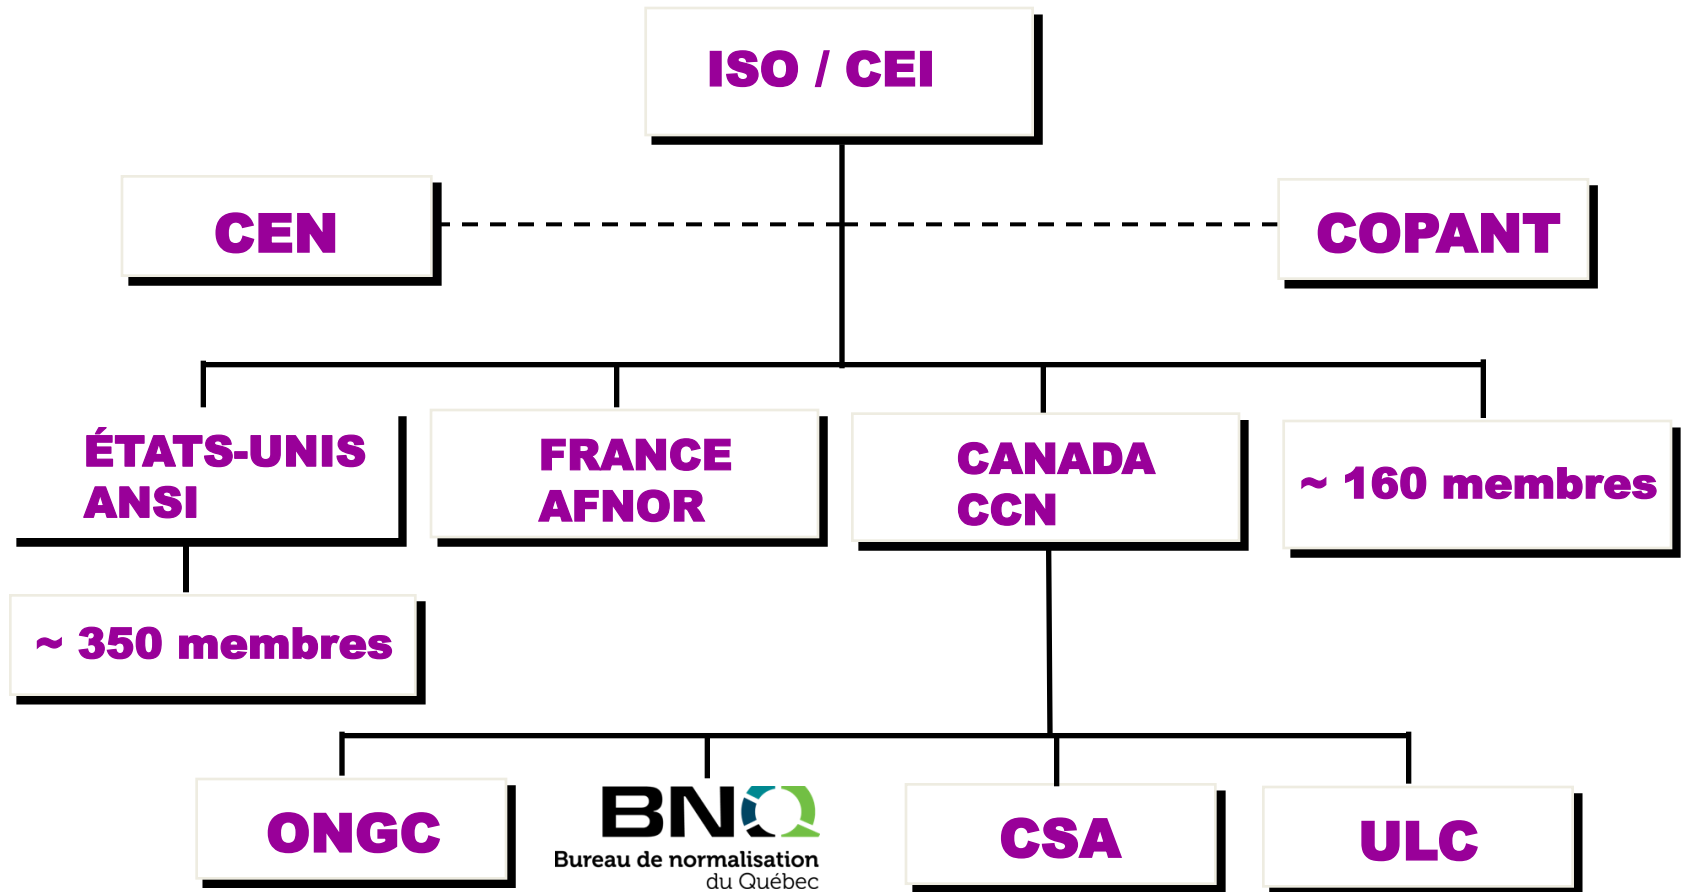 ISO / CEI
CEN
COPANT
ÉTATS-UNIS
ANSI
FRANCE
AFNOR
CANADA
CCN
~ 160 membres
~ 350 membres
ONGC
BNQ
Bureau de normalisation
du Québec
CSA
ULC